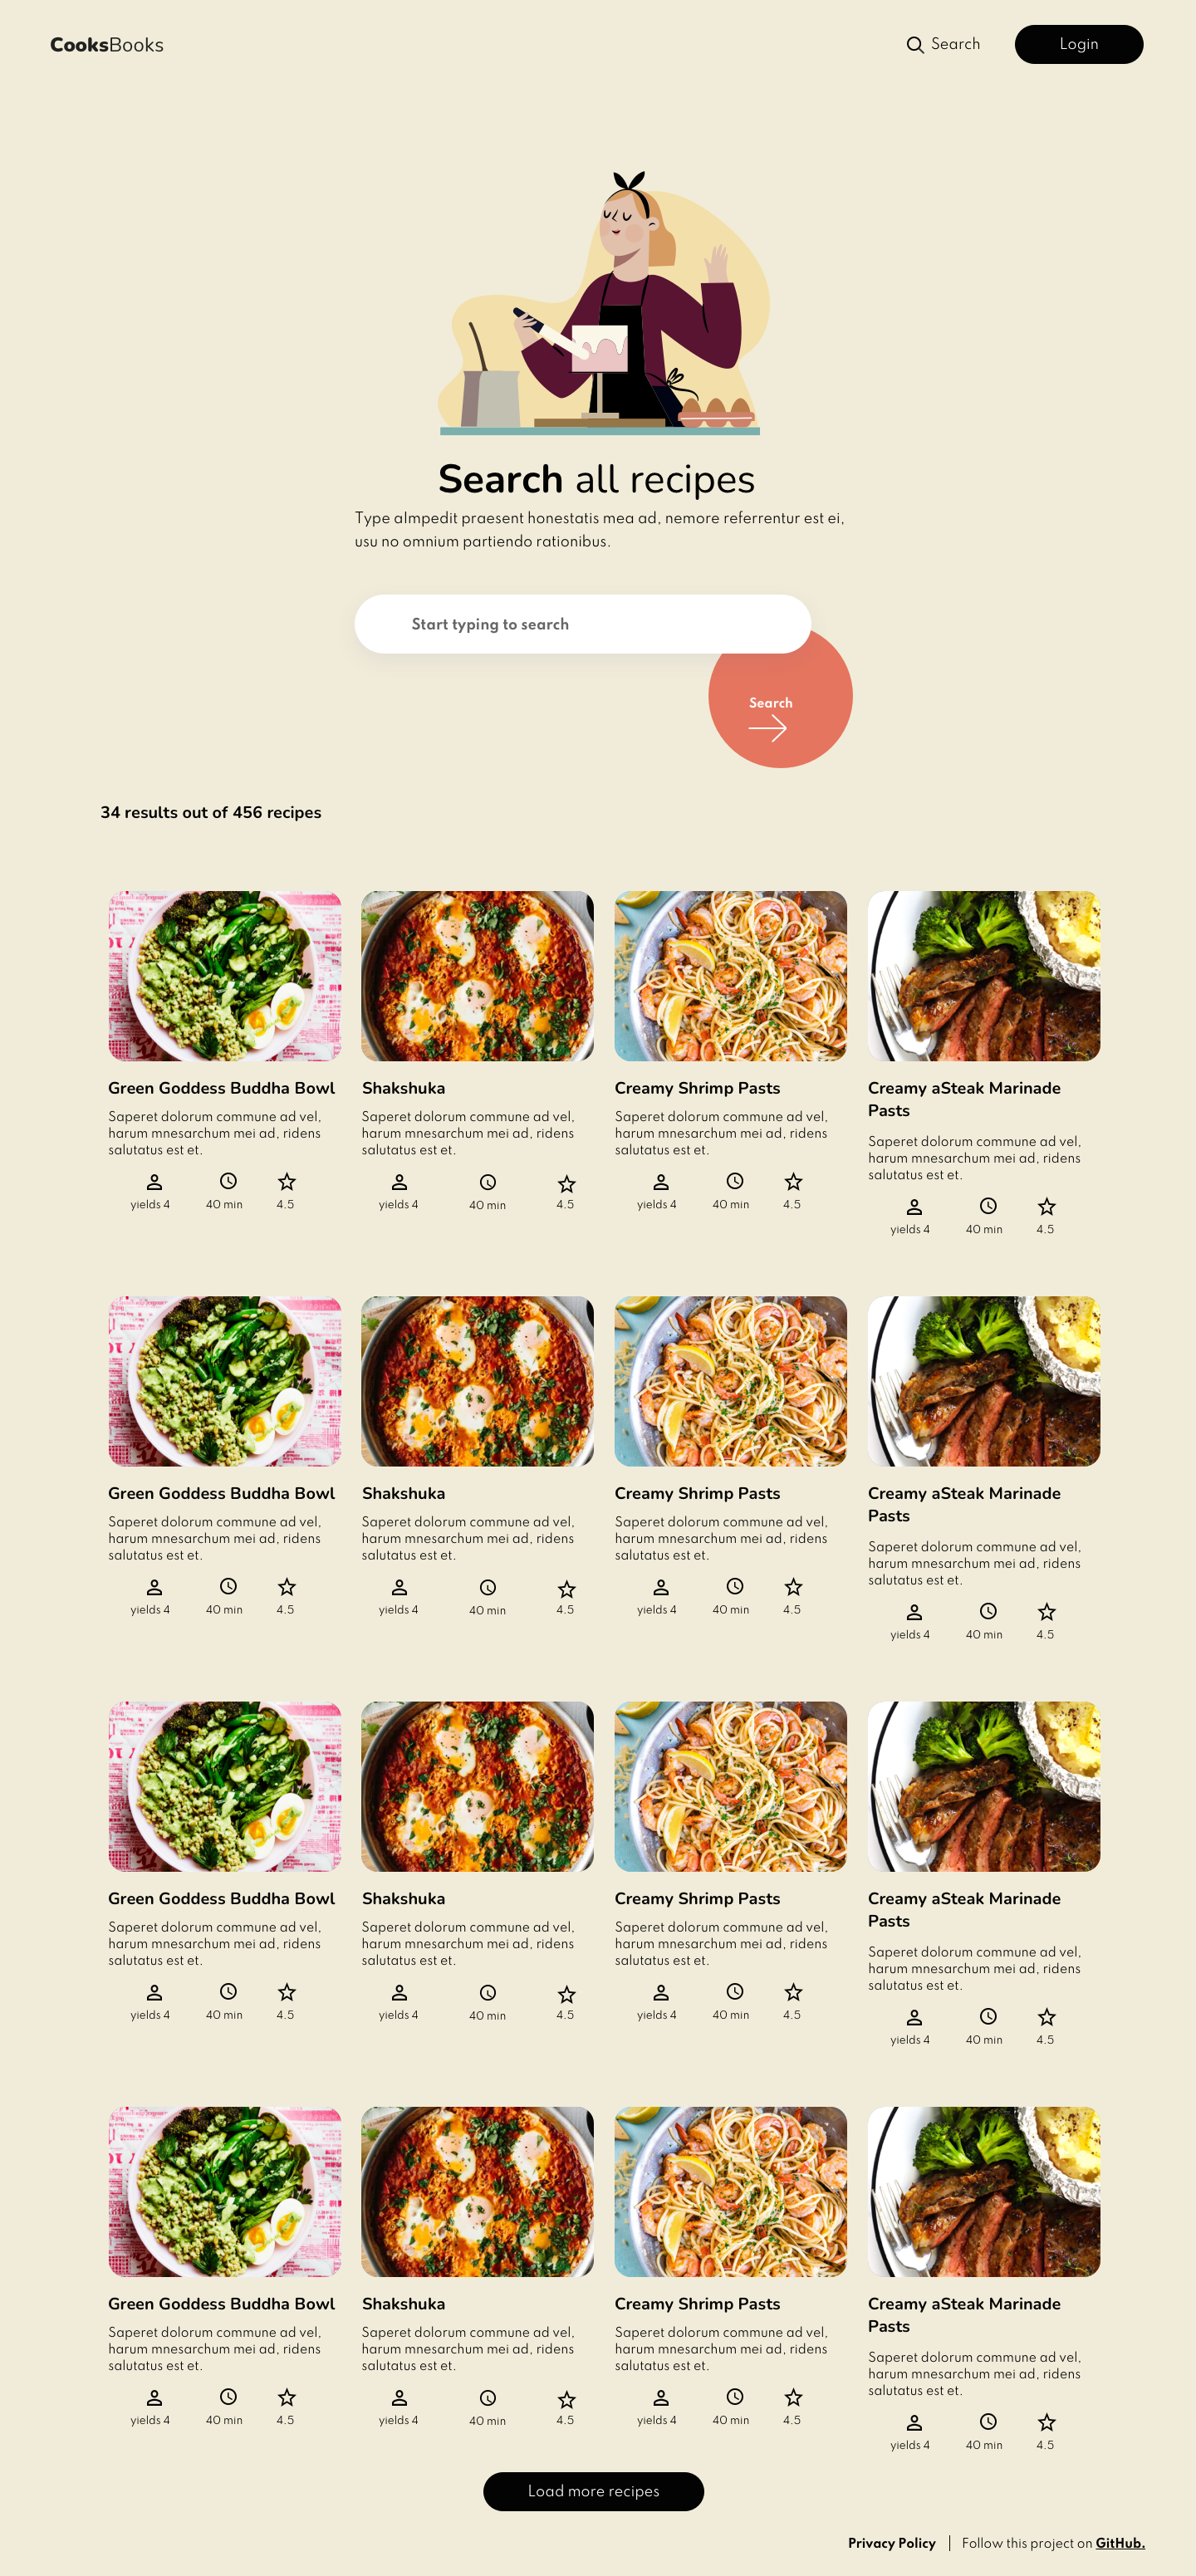 CooksBooks
Search
Login
Search all recipes
Type almpedit praesent honestatis mea ad, nemore referrentur est ei,
usu no omnium partiendo rationibus.
Start typing to search
Search
34 results out of 456 recipes
Green Goddess Buddha Bowl
Saperet dolorum commune ad vel,
harum mnesarchum mei ad, ridens
salutatus est et.
yields 4
40 min
4.5
Shakshuka
Saperet dolorum commune ad vel,
harum mnesarchum mei ad, ridens
salutatus est et.
yields 4
40 min
4.5
Creamy Shrimp Pasts
Saperet dolorum commune ad vel,
harum mnesarchum mei ad, ridens
salutatus est et.
yields 4
40 min
4.5
Creamy aSteak Marinade
Pasts
Saperet dolorum commune ad vel,
harum mnesarchum mei ad, ridens
salutatus est et.
yields 4
40 min
4.5
Green Goddess Buddha Bowl
Saperet dolorum commune ad vel,
harum mnesarchum mei ad, ridens
salutatus est et.
yields 4
40 min
4.5
Shakshuka
Saperet dolorum commune ad vel,
harum mnesarchum mei ad, ridens
salutatus est et.
yields 4
40 min
4.5
Creamy Shrimp Pasts
Saperet dolorum commune ad vel,
harum mnesarchum mei ad, ridens
salutatus est et.
yields 4
40 min
4.5
Creamy aSteak Marinade
Pasts
Saperet dolorum commune ad vel,
harum mnesarchum mei ad, ridens
salutatus est et.
yields 4
40 min
4.5
Green Goddess Buddha Bowl
Saperet dolorum commune ad vel,
harum mnesarchum mei ad, ridens
salutatus est et.
yields 4
40 min
4.5
Shakshuka
Saperet dolorum commune ad vel,
harum mnesarchum mei ad, ridens
salutatus est et.
yields 4
40 min
4.5
Creamy Shrimp Pasts
Saperet dolorum commune ad vel,
harum mnesarchum mei ad, ridens
salutatus est et.
yields 4
40 min
4.5
Creamy aSteak Marinade
Pasts
Saperet dolorum commune ad vel,
harum mnesarchum mei ad, ridens
salutatus est et.
yields 4
40 min
4.5
Green Goddess Buddha Bowl
Saperet dolorum commune ad vel,
harum mnesarchum mei ad, ridens
salutatus est et.
yields 4
40 min
4.5
Shakshuka
Saperet dolorum commune ad vel,
harum mnesarchum mei ad, ridens
salutatus est et.
yields 4
40 min
4.5
Creamy Shrimp Pasts
Saperet dolorum commune ad vel,
harum mnesarchum mei ad, ridens
salutatus est et.
yields 4
40 min
4.5
Creamy aSteak Marinade
Pasts
Saperet dolorum commune ad vel,
harum mnesarchum mei ad, ridens
salutatus est et.
yields 4
40 min
4.5
Load more recipes
Privacy Policy
Follow this project on GitHub.